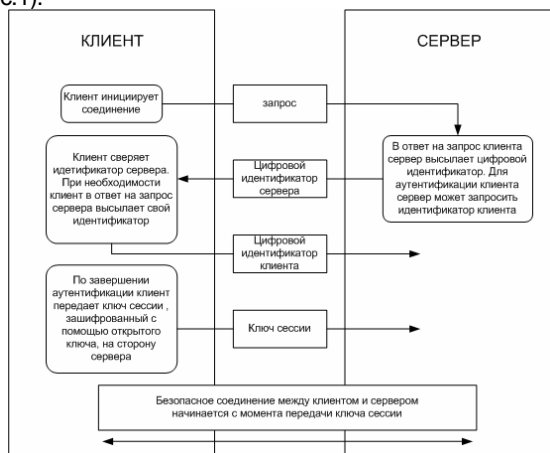 с.1).
КЛИЕНТ
СЕРВЕР
Клиент инициирует
соединение
запрос
В ответ на запрос клиента
сервер высылает цифровой
идентификатор. Для
аутентификации клиента
сервер может запросить
идентификатор клиента
Цифровой
идентификатор
сервера
Клиент сверяет
идетификатор сервера.
При необходимости
клиент в ответ на запрос
сервера высылает свой
идентификатор
Цифровой
идентификатор
клиента
По завершении
аутентификации клиент
передает ключ сессии ,
зашифрованный с
помощью открытого
ключа, на сторону
сервера
Ключ сессии
Безопасное соединение между клиентом и сервером
начинается с момента передачи ключа сессии